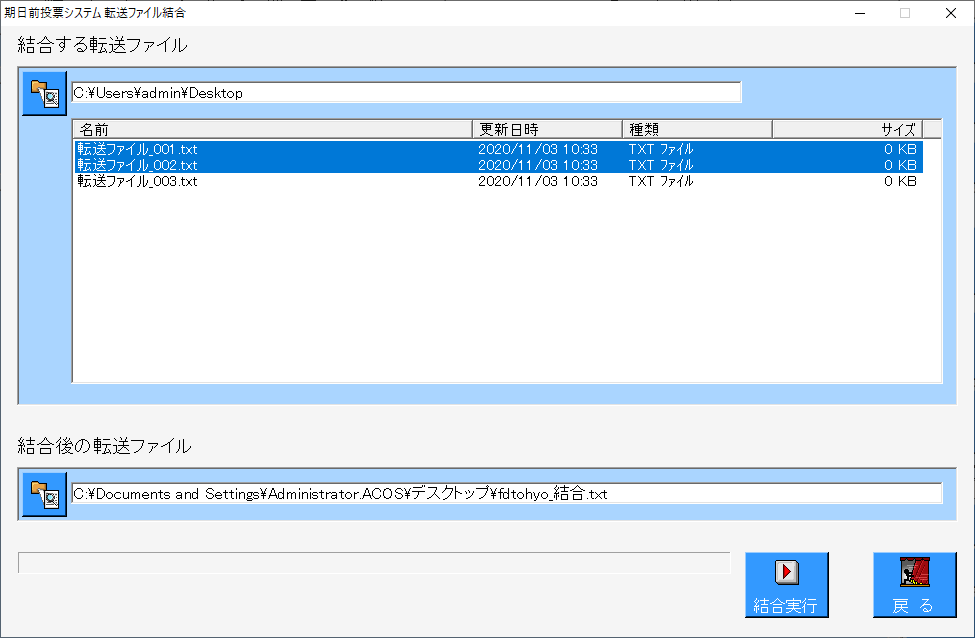 期日前投票システム 転送ファイル結合
結合する転送ファイル
C:¥Users¥admin¥Desktop
名前 更新日時 種類 サイズ
転送ファイル_001.txt 2020/11/03 10:33 TXT ファイル 0 KB
転送ファイル_002.txt 2020/11/03 10:33 TXT ファイル 0 KB
転送ファイル_003.txt 2020/11/03 10:33 TXT ファイル 0 KB
結合後の転送ファイル
C:¥Documents and Settings¥Administrator.ACOS¥デスクトップ¥fdtohyo_結合.txt
結合実行
戻 る